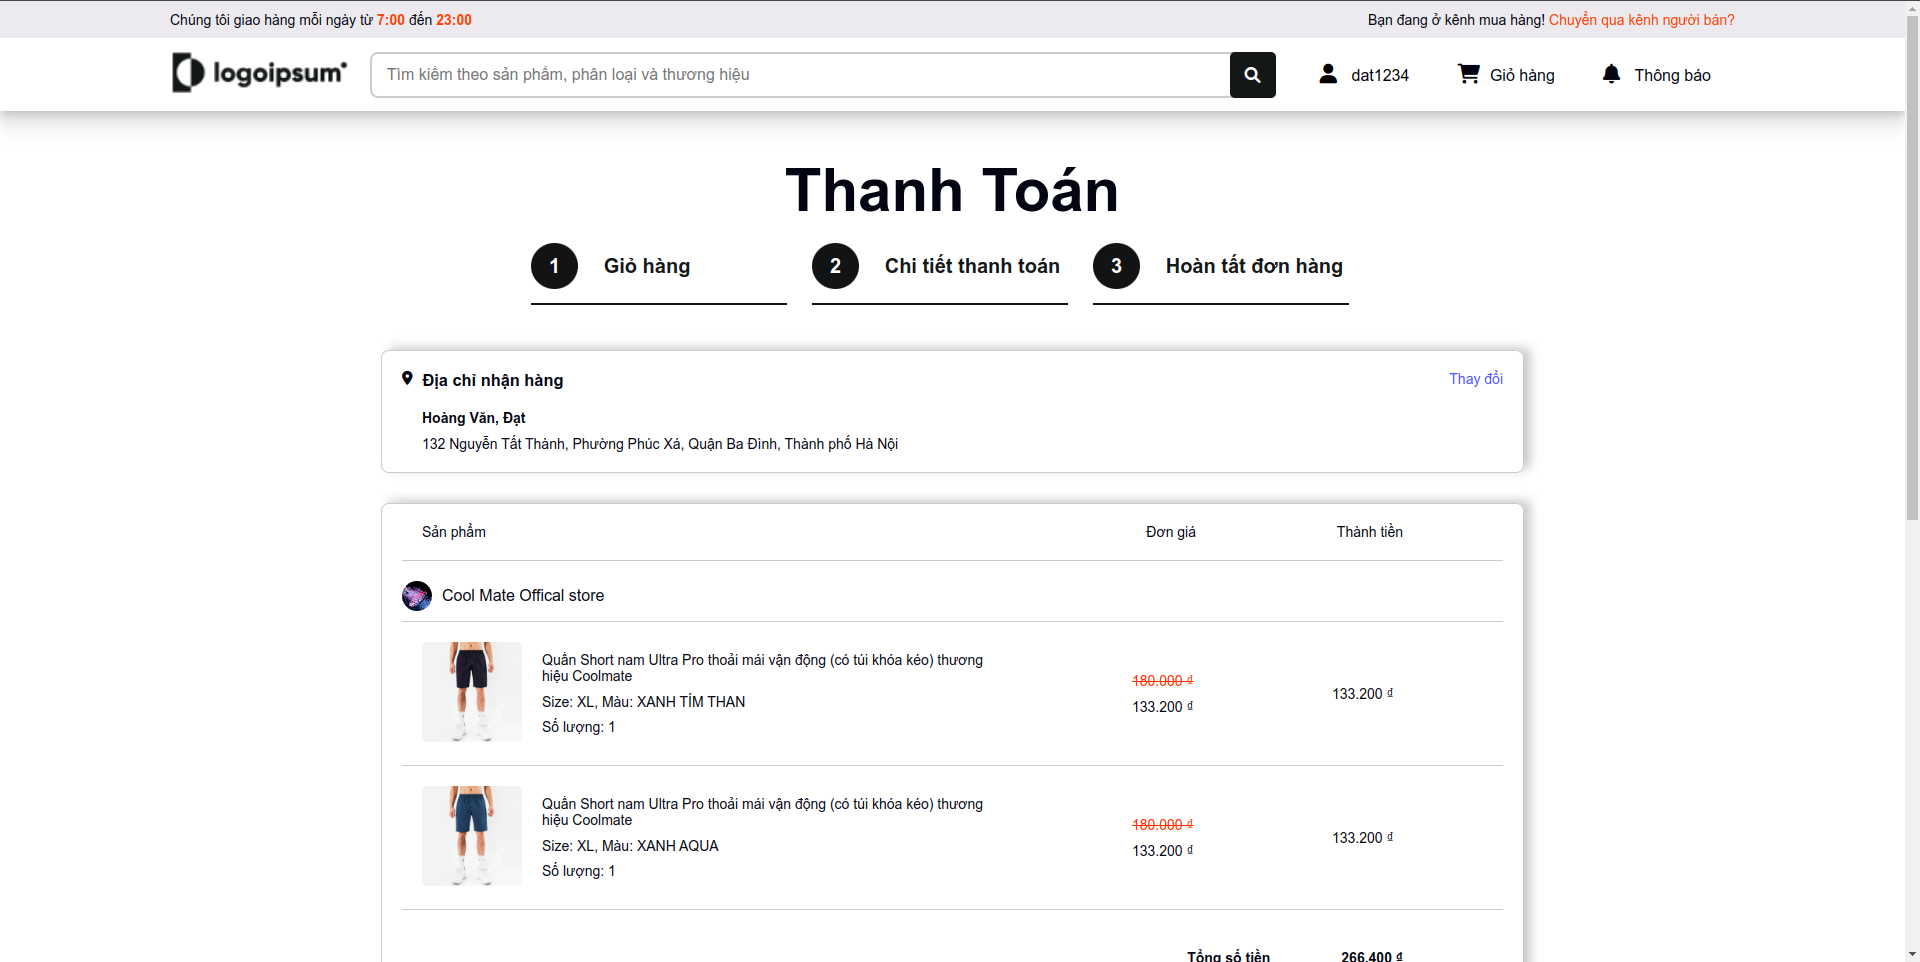 Chúng tôi giao hàng mỗi ngày từ 7:00 đến 23:00
Bạn đang ở kênh mua hàng! Chuyển qua kênh người bán?
logoipsum
Tìm kiếm theo sản phẩm, phân loại và thương hiệu
dat1234
Giỏ hàng
Thông báo
Thanh Toán
1 Giỏ hàng
2 Chi tiết thanh toán
3 Hoàn tất đơn hàng
Địa chỉ nhận hàng
Thay đổi
Hoàng Văn, Đạt
132 Nguyễn Tất Thành, Phường Phúc Xá, Quận Ba Đình, Thành phố Hà Nội
Sản phẩm Đơn giá Thành tiền
Cool Mate Offical store
Quần Short nam Ultra Pro thoải mái vận động (có túi khóa kéo) thương
hiệu Coolmate
Size: XL, Màu: XANH TÍM THAN
Số lượng: 1
180.000 ₫
133.200 ₫
133.200 ₫
Quần Short nam Ultra Pro thoải mái vận động (có túi khóa kéo) thương
hiệu Coolmate
Size: XL, Màu: XANH AQUA
Số lượng: 1
180.000 ₫
133.200 ₫
133.200 ₫
Tổng số tiền 266.400 ₫